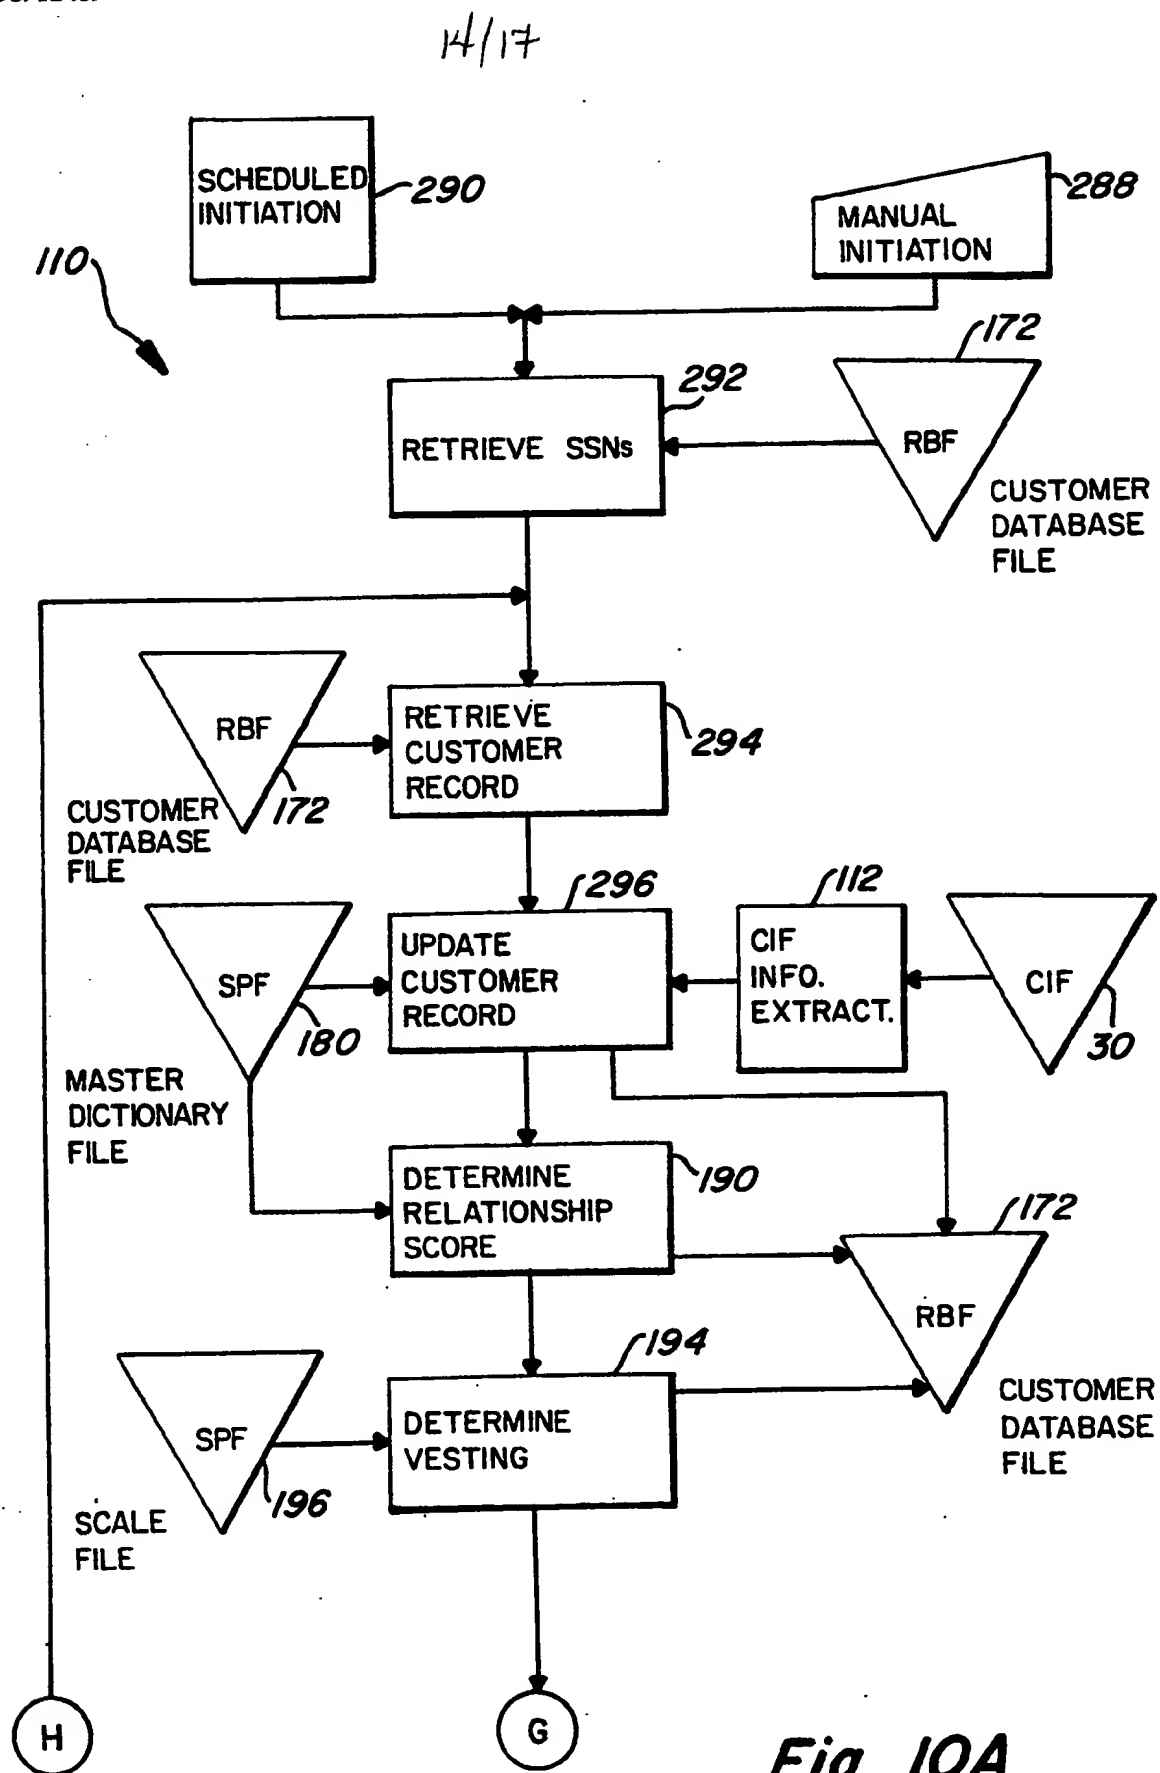 14/17
SCHEDULED
INITIATION
290
MANUAL
INITIATION
288
110
172
292
RETRIEVE SSNs
RBF
CUSTOMER
DATABASE
FILE
RBF
172
CUSTOMER
DATABASE
FILE
RETRIEVE
CUSTOMER
RECORD
294
296
112
SPF
180
MASTER
DICTIONARY
FILE
UPDATE
CUSTOMER
RECORD
CIF
INFO.
EXTRACT.
CIF
30
DETERMINE
RELATIONSHIP
SCORE
190
172
RBF
CUSTOMER
DATABASE
FILE
194
SPF
196
SCALE
FILE
DETERMINE
VESTING
H
G
Fig. 10A